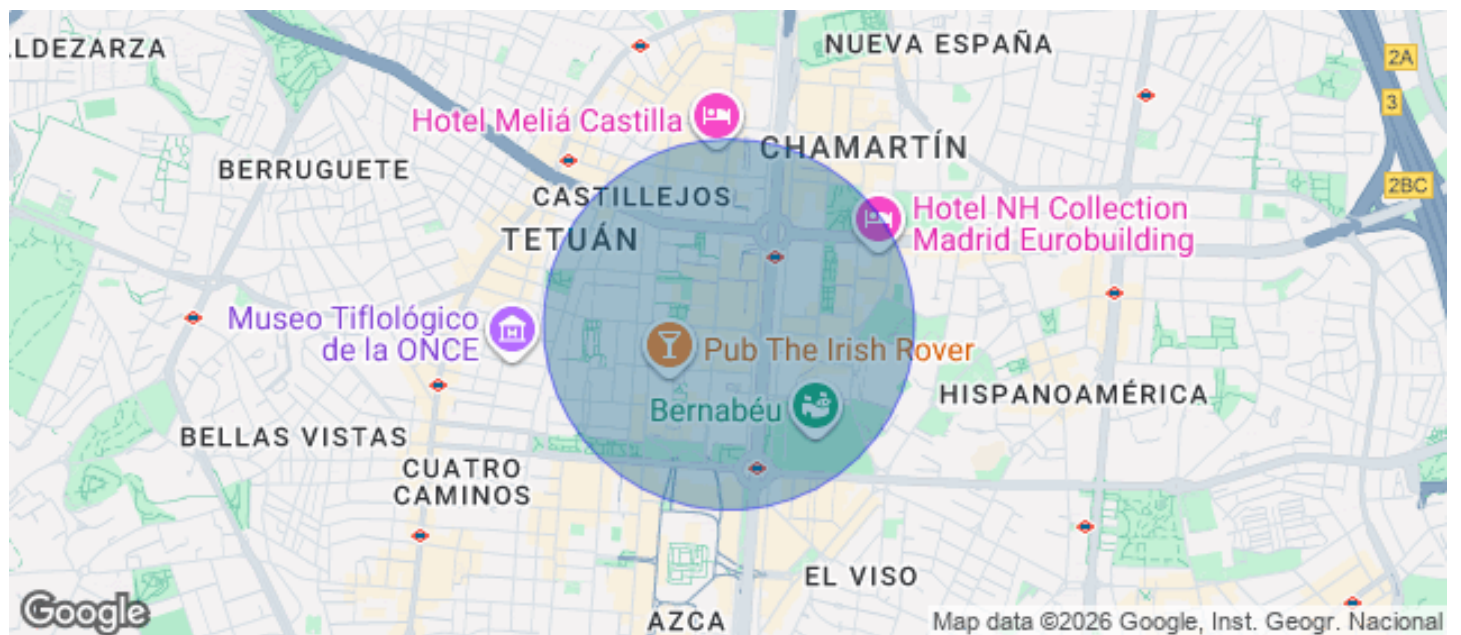 LDEZARZA
NUEVA ESPAÑA
2A
3
Hotel Meliá Castilla
CHAMARTÍN
BERRUGUETE
2BC
CASTILLEJOS
Hotel NH Collection
Madrid Eurobuilding
TETUÁN
Museo Tiflológico
de la ONCE
Pub The Irish Rover
HISPANOAMÉRICA
Bernabéu
BELLAS VISTAS
CUATRO
CAMINOS
EL VISO
AZCA
Google
Map data ©2026 Google, Inst. Geogr. Nacional